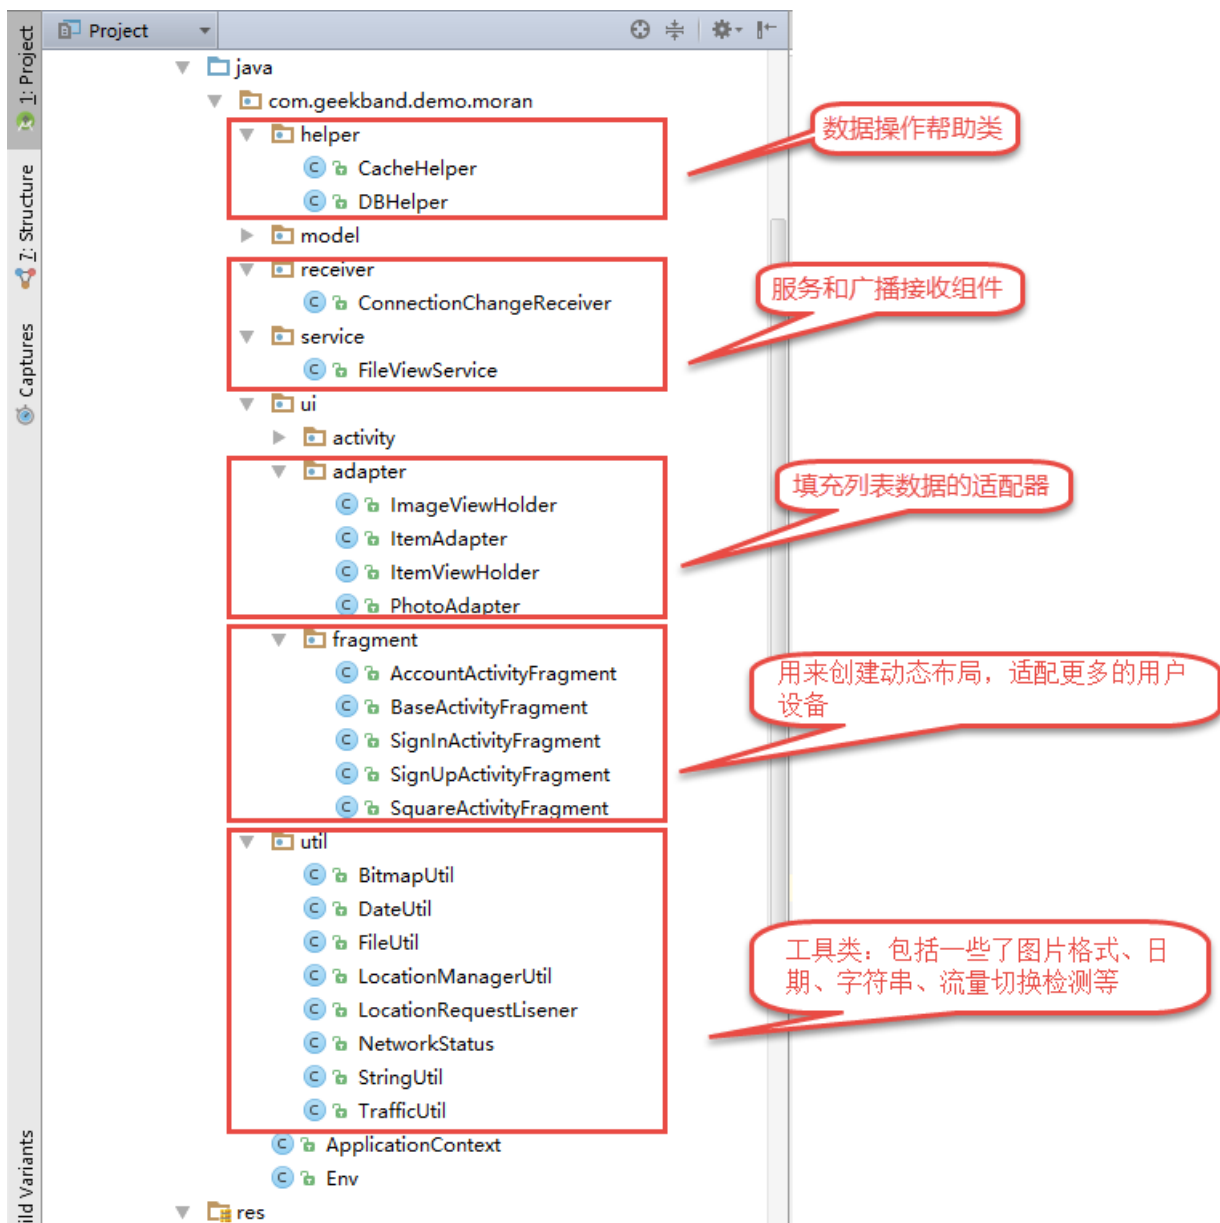 Project
1: Project
7: Structure
Captures
ild Variants
java
com.geekband.demo.moran
helper
CacheHelper
DBHelper
数据操作帮助类
model
receiver
ConnectionChangeReceiver
service
FileViewService
服务和广播接收组件
ui
activity
adapter
ImageViewHolder
ItemAdapter
ItemViewHolder
PhotoAdapter
填充列表数据的适配器
fragment
AccountActivityFragment
BaseActivityFragment
SignInActivityFragment
SignUpActivityFragment
SquareActivityFragment
用来创建动态布局，适配更多的用户
设备
util
BitmapUtil
DateUtil
FileUtil
LocationManagerUtil
LocationRequestLisener
NetworkStatus
StringUtil
TrafficUtil
工具类：包括一些了图片格式、日
期、字符串、流量切换检测等
ApplicationContext
Env
res